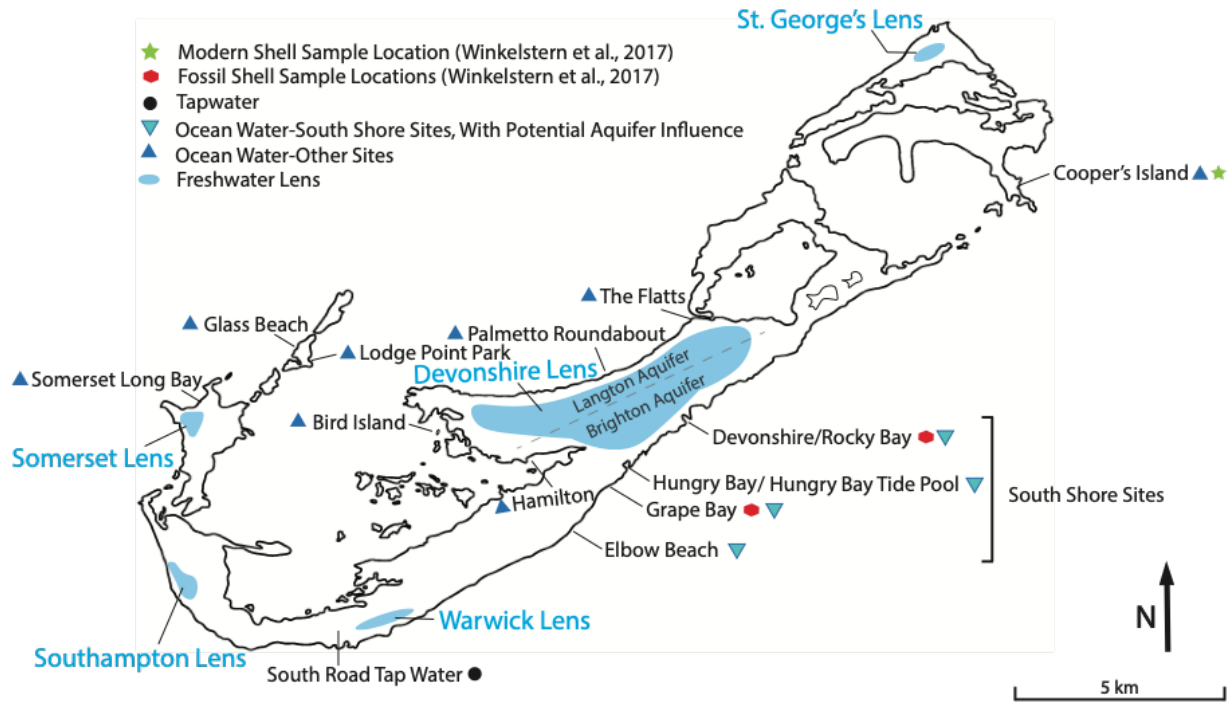 St. George's Lens
Modern Shell Sample Location (Winkelstern et al., 2017)
Fossil Shell Sample Locations (Winkelstern et al., 2017)
Tapwater
Ocean Water-South Shore Sites, With Potential Aquifer Influence
Ocean Water-Other Sites
Freshwater Lens
Cooper's Island
The Flatts
Glass Beach
Palmetto Roundabout
Lodge Point Park
Devonshire Lens
Langton Aquifer
Brighton Aquifer
Somerset Long Bay
Bird Island
Somerset Lens
Devonshire/Rocky Bay
Hungry Bay/ Hungry Bay Tide Pool
South Shore Sites
Hamilton
Grape Bay
Elbow Beach
Warwick Lens
Southampton Lens
South Road Tap Water
N
5 km